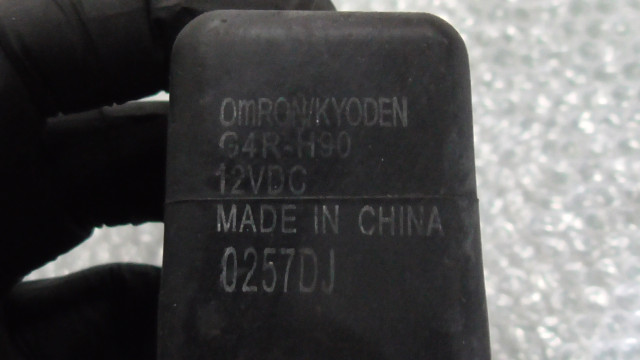 OmRON/KYODEN
G4R-H90
12VDC
MADE IN CHINA
0257DJ